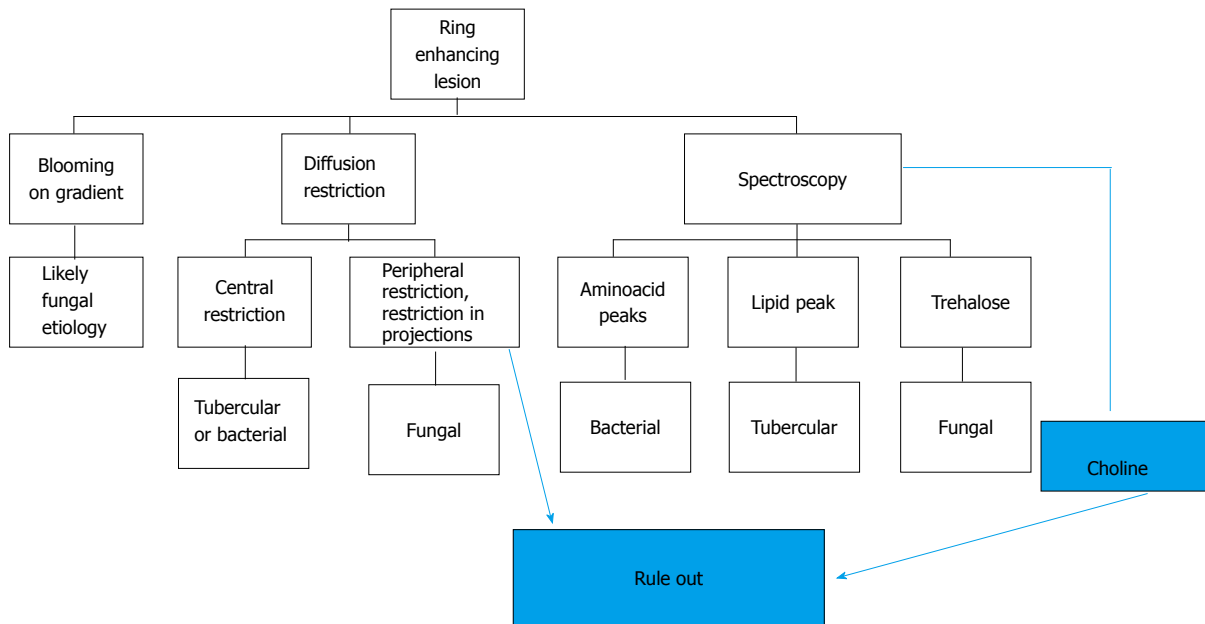 Ring
enhancing
lesion
Blooming
on gradient
Diffusion
restriction
Spectroscopy
Likely
fungal
etiology
Central
restriction
Peripheral
restriction,
restriction in
projections
Aminoacid
peaks
Lipid peak
Trehalose
Tubercular
or bacterial
Fungal
Bacterial
Tubercular
Fungal
Choline
Rule out